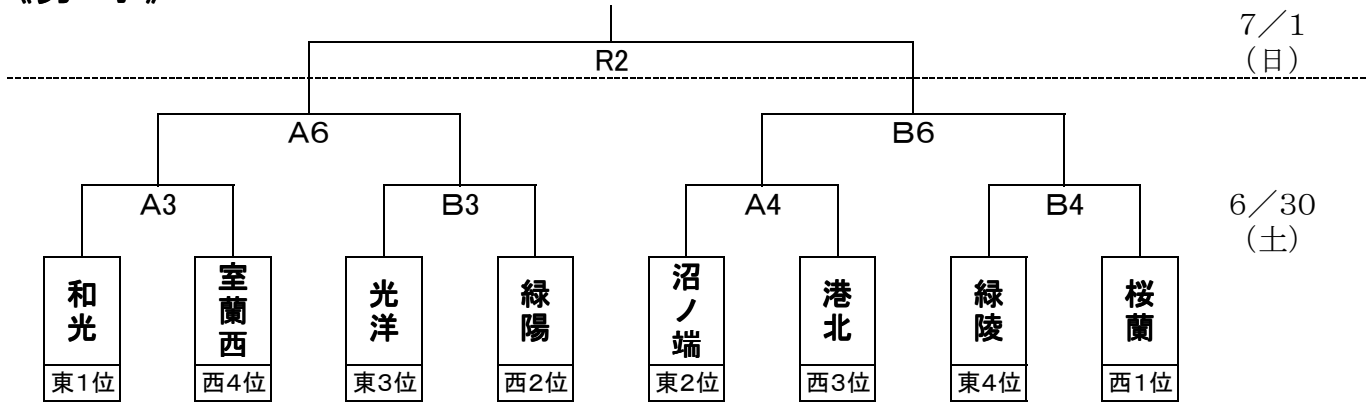 7/1
(日)
R2
A6
B6
A3
B3
A4
B4
6/30
(土)
和光
室蘭西
光洋
緑陽
沼ノ端
港北
緑陵
桜蘭
東1位
西4位
東3位
西2位
東2位
西3位
東4位
西1位